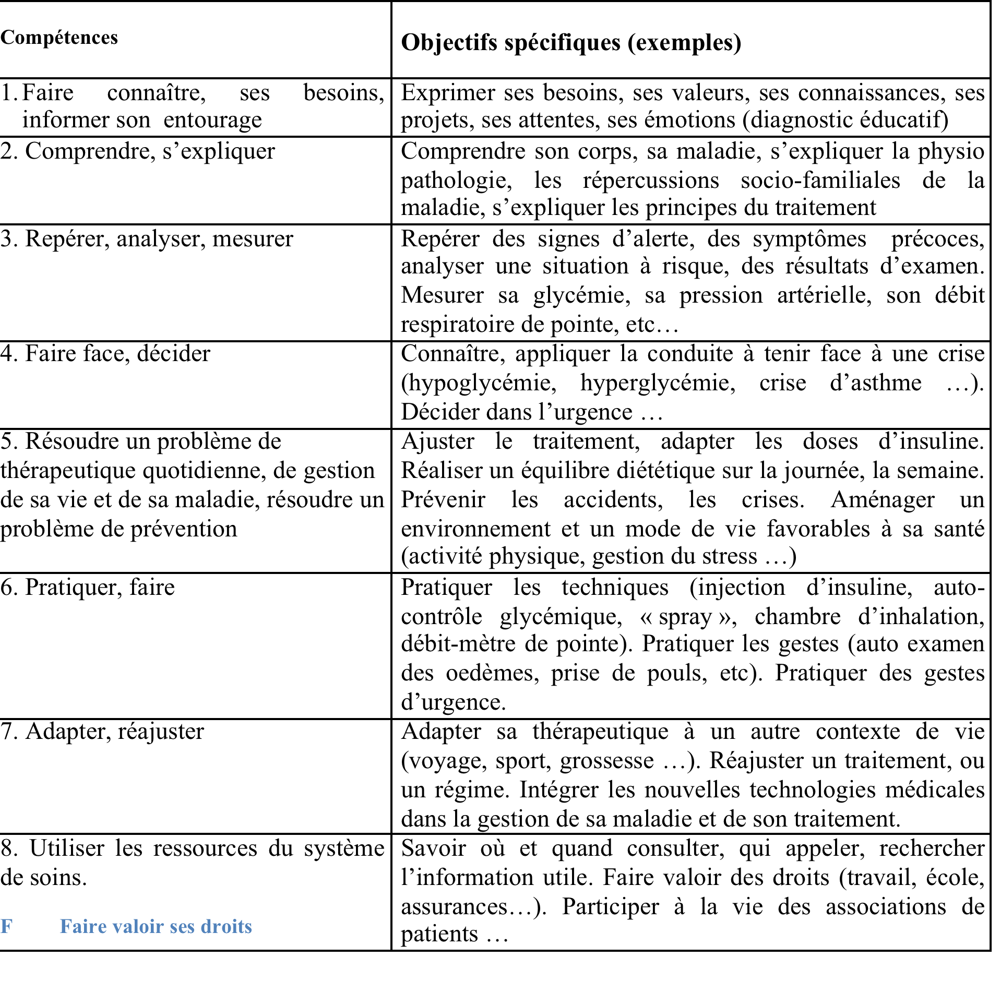 Compétences
Objectifs spécifiques (exemples)
1. Faire connaître, ses besoins,
informer son entourage
Exprimer ses besoins, ses valeurs, ses connaissances, ses
projets, ses attentes, ses émotions (diagnostic éducatif)
2. Comprendre, s’expliquer
Comprendre son corps, sa maladie, s’expliquer la physio
pathologie, les répercussions socio-familiales de la
maladie, s’expliquer les principes du traitement
3. Repérer, analyser, mesurer
Repérer des signes d’alerte, des symptômes précoces,
analyser une situation à risque, des résultats d’examen.
Mesurer sa glycémie, sa pression artérielle, son débit
respiratoire de pointe, etc…
4. Faire face, décider
Connaître, appliquer la conduite à tenir face à une crise
(hypoglycémie, hyperglycémie, crise d’asthme …).
Décider dans l’urgence …
5. Résoudre un problème de
thérapeutique quotidienne, de gestion
de sa vie et de sa maladie, résoudre un
problème de prévention
Ajuster le traitement, adapter les doses d’insuline.
Réaliser un équilibre diététique sur la journée, la semaine.
Prévenir les accidents, les crises. Aménager un
environnement et un mode de vie favorables à sa santé
(activité physique, gestion du stress …)
6. Pratiquer, faire
Pratiquer les techniques (injection d’insuline, auto-
contrôle glycémique, « spray », chambre d’inhalation,
débit-mètre de pointe). Pratiquer les gestes (auto examen
des oedèmes, prise de pouls, etc). Pratiquer des gestes
d’urgence.
7. Adapter, réajuster
Adapter sa thérapeutique à un autre contexte de vie
(voyage, sport, grossesse …). Réajuster un traitement, ou
un régime. Intégrer les nouvelles technologies médicales
dans la gestion de sa maladie et de son traitement.
8. Utiliser les ressources du système
de soins.
F Faire valoir ses droits
Savoir où et quand consulter, qui appeler, rechercher
l’information utile. Faire valoir des droits (travail, école,
assurances…). Participer à la vie des associations de
patients …